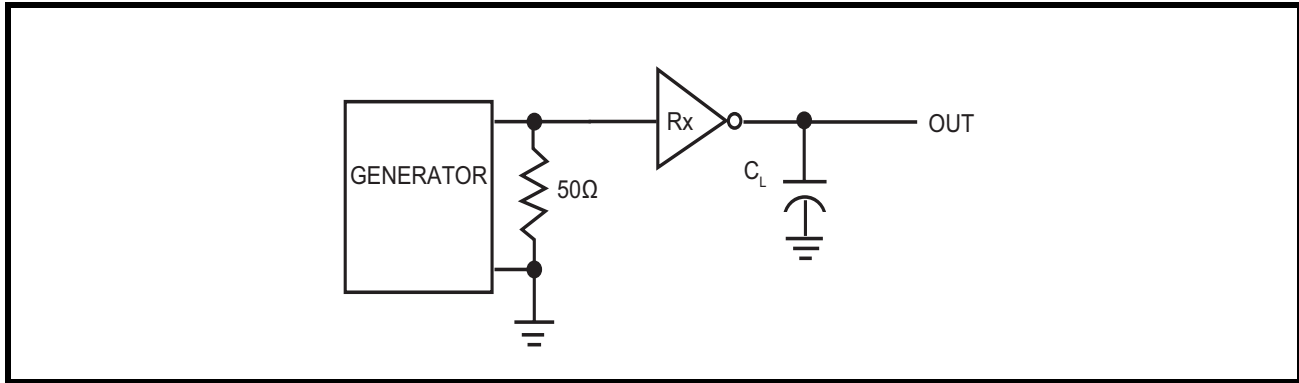 GENERATOR
50Ω
Rx
C_L
OUT